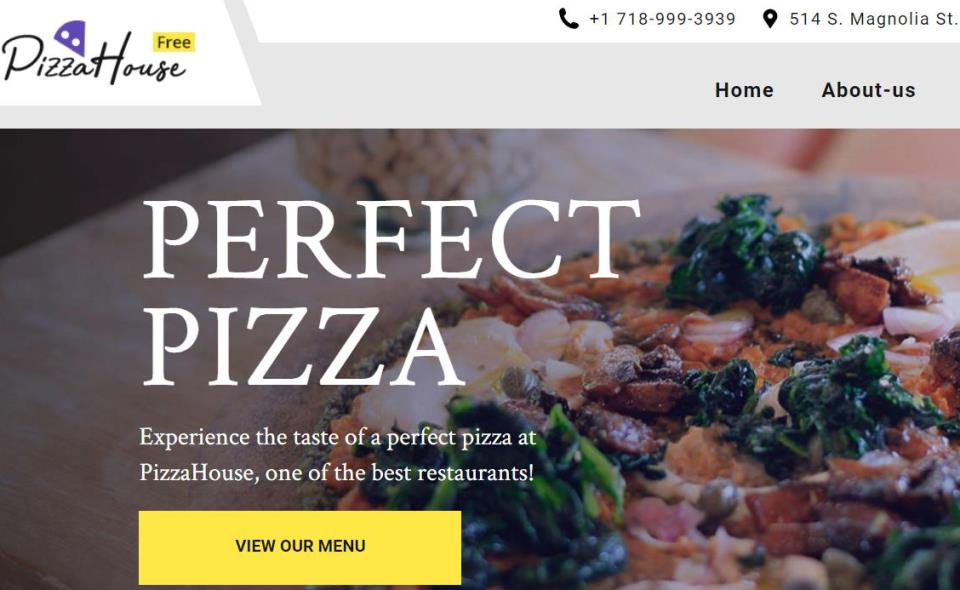 PizzaHouse Free
+1 718-999-3939 514 S. Magnolia St.
Home About-us
PERFECT
PIZZA
Experience the taste of a perfect pizza at
PizzaHouse, one of the best restaurants!
VIEW OUR MENU